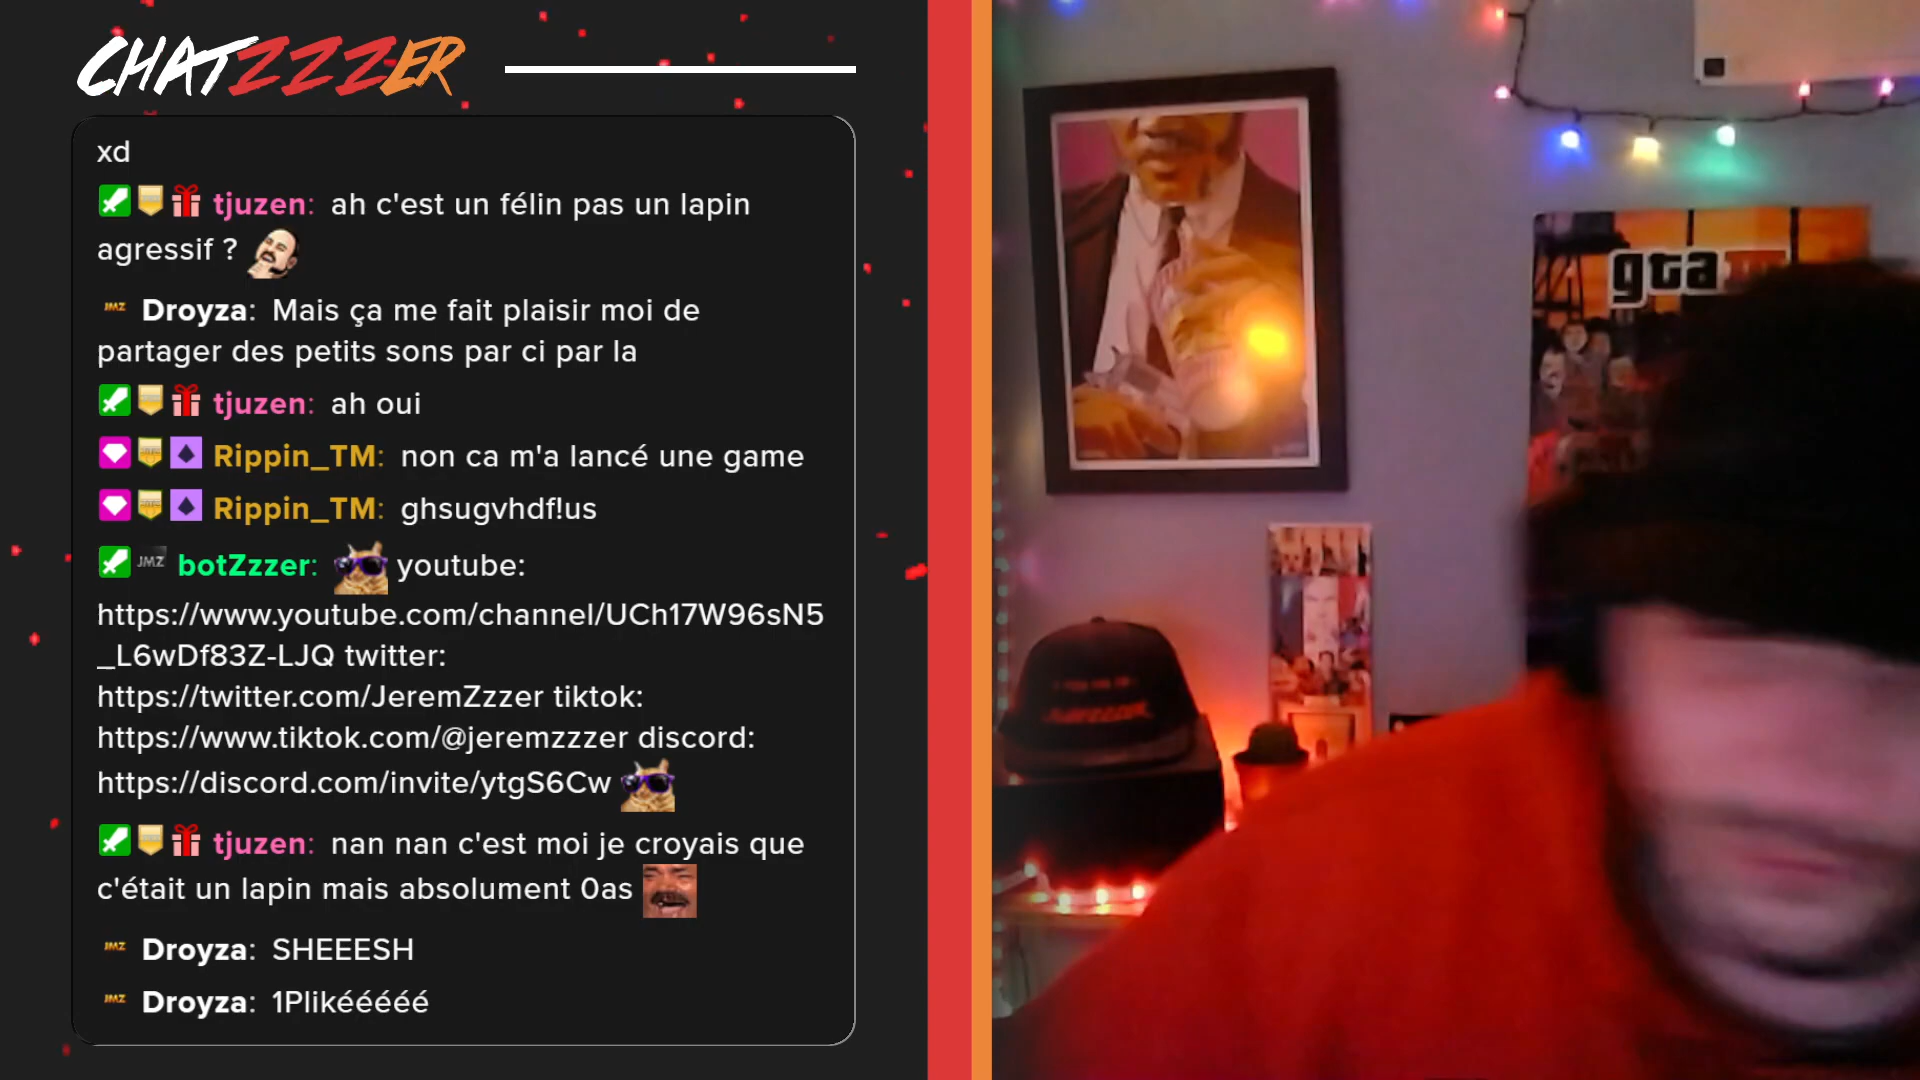 CHATZZZER
xd
tjuzen: ah c'est un félin pas un lapin
agressif ?
JMZ Droyza: Mais ça me fait plaisir moi de
partager des petits sons par ci par la
tjuzen: ah oui
Rippin_TM: non ca m'a lancé une game
Rippin_TM: ghsugvhdf!us
JMZ botZzzer: youtube:
https://www.youtube.com/channel/UCh17W96sN5
_L6wDf83Z-LJQ twitter:
https://twitter.com/JeremZzzer tiktok:
https://www.tiktok.com/@jeremzzzer discord:
https://discord.com/invite/ytgS6Cw
tjuzen: nan nan c'est moi je croyais que
c'était un lapin mais absolument 0as
JMZ Droyza: SHEEESH
JMZ Droyza: 1Plikééééé
gta